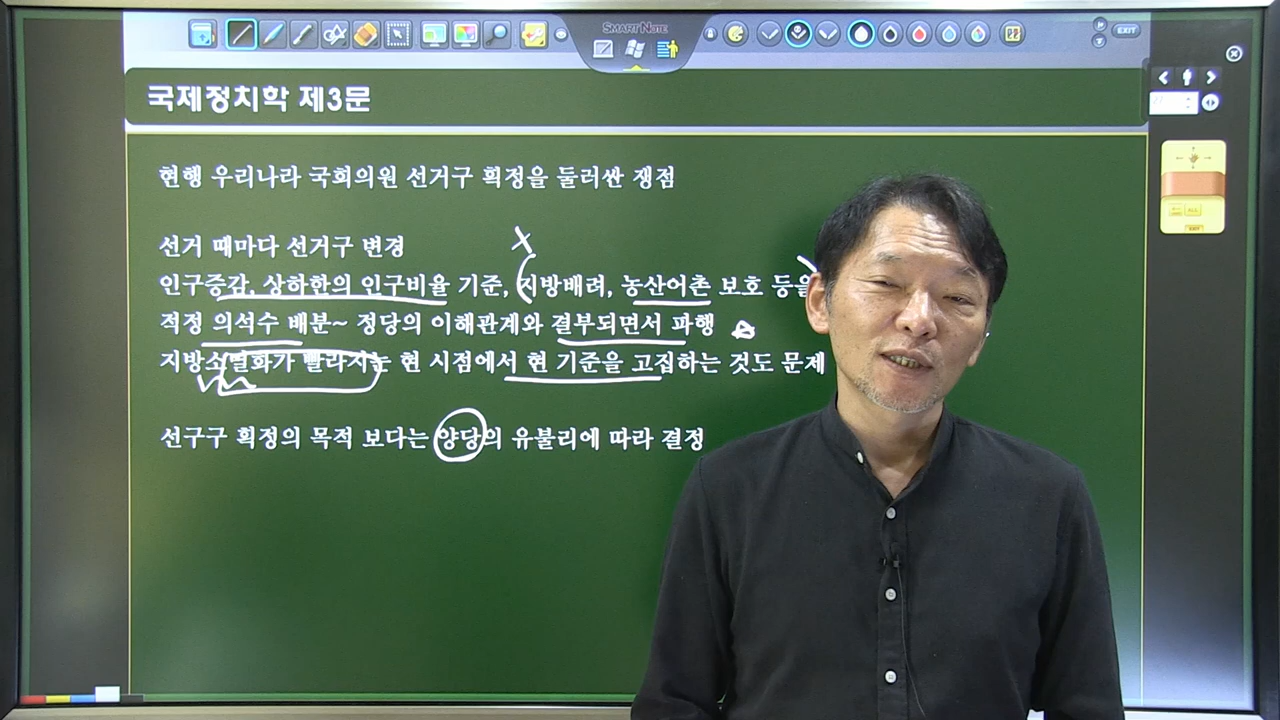 SMART NOTE
EXIT
국제정치학 제3문
현행 우리나라 국회의원 선거구 획정을 둘러싼 쟁점
선거 때마다 선거구 변경
인구증감, 상하한의 인구비율 기준, 지방배려, 농산어촌 보호 등을
적정 의석수 배분~ 정당의 이해관계와 결부되면서 파행
지방소멸화가 빨라지는 현 시점에서 현 기준을 고집하는 것도 문제
선구구 획정의 목적 보다는 양당의 유불리에 따라 결정